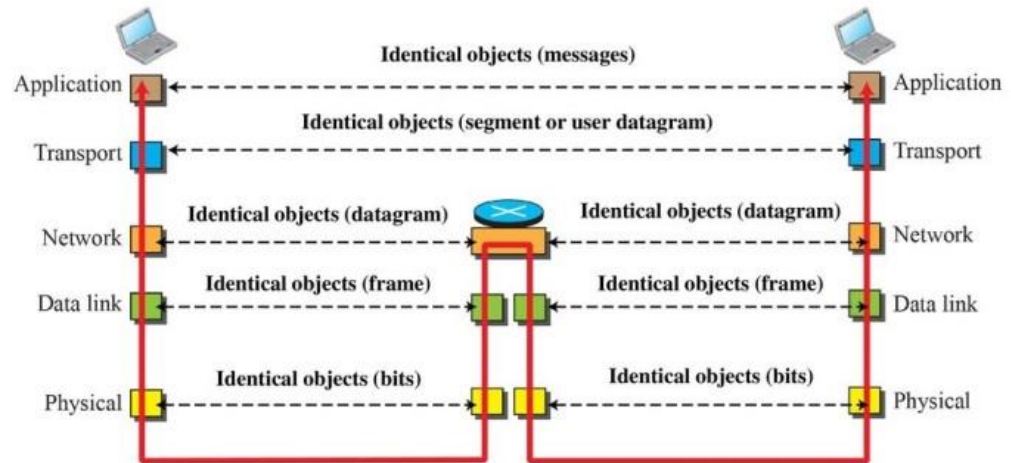 Identical objects (messages)
Application
Application
Identical objects (segment or user datagram)
Transport
Transport
Identical objects (datagram)
Identical objects (datagram)
Network
Network
Identical objects (frame)
Identical objects (frame)
Data link
Data link
Identical objects (bits)
Identical objects (bits)
Physical
Physical